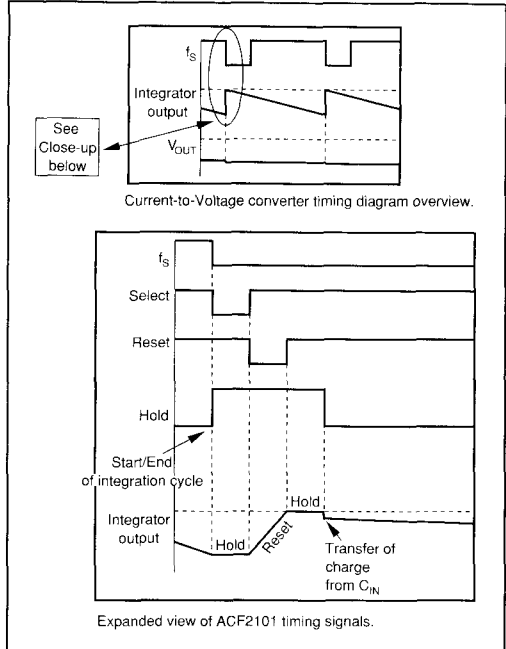 fS
Integrator
output
See
Close-up
below
VOUT
Current-to-Voltage converter timing diagram overview.
fS
Select
Reset
Hold
Start/End
of integration cycle
Hold
Integrator
output
Hold
Reset
Transfer of
charge
from CIN
Expanded view of ACF2101 timing signals.